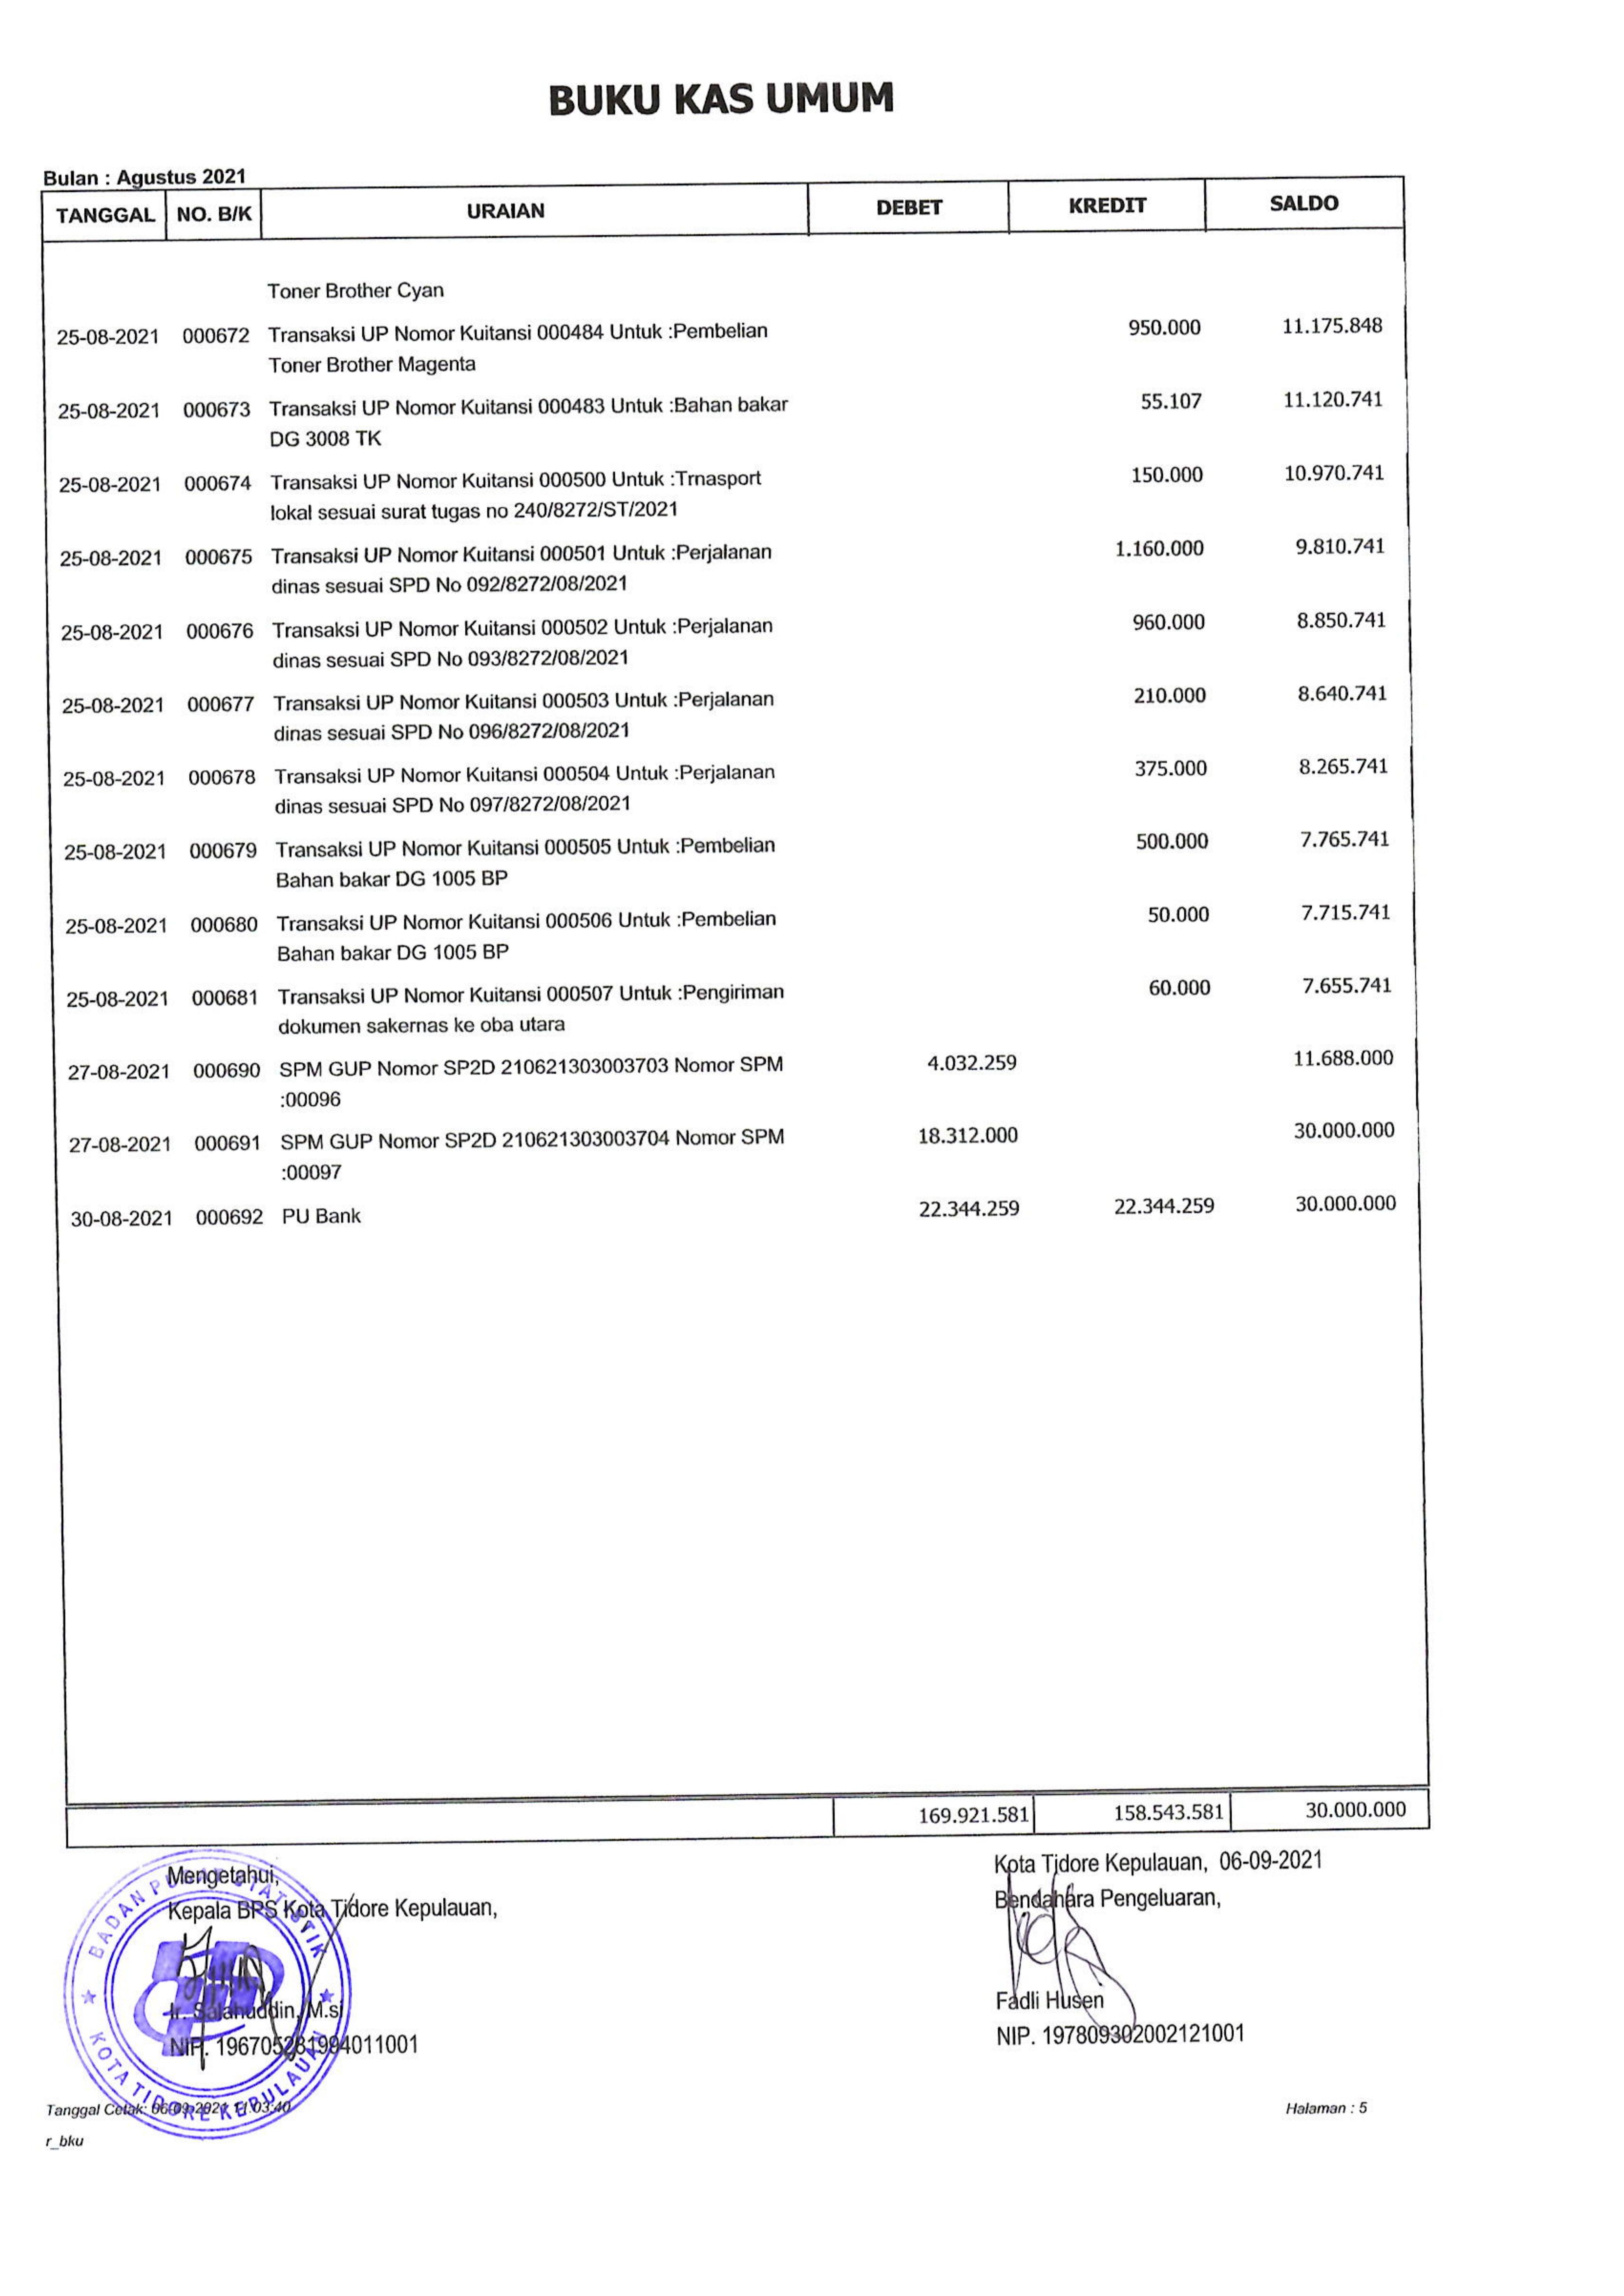 BUKU KAS UMUM
Bulan : Agustus 2021
TANGGAL NO. B/K URAIAN DEBET KREDIT SALDO
Toner Brother Cyan
25-08-2021 000672 Transaksi UP Nomor Kuitansi 000484 Untuk :Pembelian 950.000 11.175.848
Toner Brother Magenta
25-08-2021 000673 Transaksi UP Nomor Kuitansi 000483 Untuk :Bahan bakar 55.107 11.120.741
DG 3008 TK
25-08-2021 000674 Transaksi UP Nomor Kuitansi 000500 Untuk :Trnasport 150.000 10.970.741
lokal sesuai surat tugas no 240/8272/ST/2021
25-08-2021 000675 Transaksi UP Nomor Kuitansi 000501 Untuk :Perjalanan 1.160.000 9.810.741
dinas sesuai SPD No 092/8272/08/2021
25-08-2021 000676 Transaksi UP Nomor Kuitansi 000502 Untuk :Perjalanan 960.000 8.850.741
dinas sesuai SPD No 093/8272/08/2021
25-08-2021 000677 Transaksi UP Nomor Kuitansi 000503 Untuk :Perjalanan 210.000 8.640.741
dinas sesuai SPD No 096/8272/08/2021
25-08-2021 000678 Transaksi UP Nomor Kuitansi 000504 Untuk :Perjalanan 375.000 8.265.741
dinas sesuai SPD No 097/8272/08/2021
25-08-2021 000679 Transaksi UP Nomor Kuitansi 000505 Untuk :Pembelian 500.000 7.765.741
Bahan bakar DG 1005 BP
25-08-2021 000680 Transaksi UP Nomor Kuitansi 000506 Untuk :Pembelian 50.000 7.715.741
Bahan bakar DG 1005 BP
25-08-2021 000681 Transaksi UP Nomor Kuitansi 000507 Untuk :Pengiriman 60.000 7.655.741
dokumen sakernas ke oba utara
27-08-2021 000690 SPM GUP Nomor SP2D 210621303003703 Nomor SPM 4.032.259 11.688.000
:00096
27-08-2021 000691 SPM GUP Nomor SP2D 210621303003704 Nomor SPM 18.312.000 30.000.000
:00097
30-08-2021 000692 PU Bank 22.344.259 22.344.259 30.000.000
169.921.581 158.543.581 30.000.000
Mengetahui,
Kepala BPS Kota Tidore Kepulauan,
Ir. Salahuddin, M.si
NIP. 196705281994011001
BADAN PUSAT STATISTIK
KOTA TIDORE KEPULAUAN
Kota Tidore Kepulauan, 06-09-2021
Bendahara Pengeluaran,
Fadli Husen
NIP. 197809302002121001
Tanggal Cetak: 06-09-2021 11:03:40
Halaman : 5
r_bku